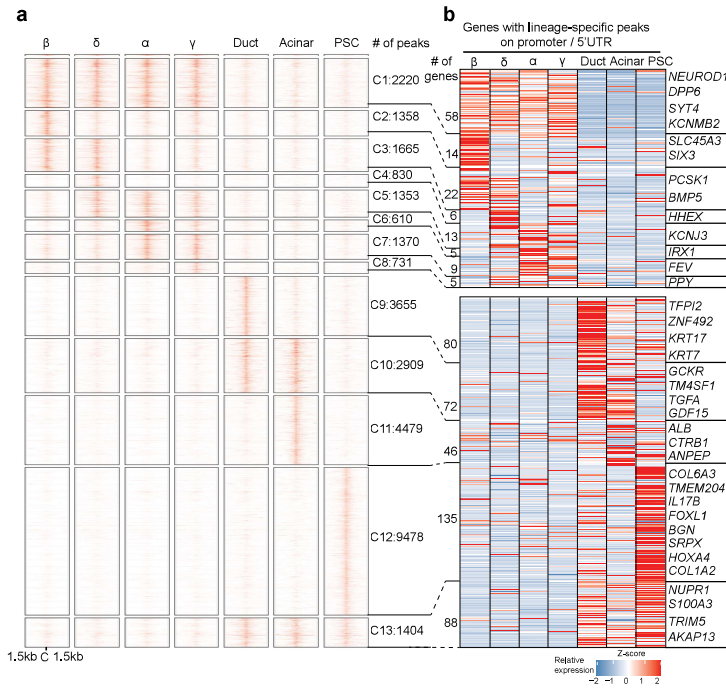 a
β δ α γ Duct Acinar PSC
# of peaks
C1:2220
C2:1358
C3:1665
C4:830
C5:1353
C6:610
C7:1370
C8:731
C9:3655
C10:2909
C11:4479
C12:9478
C13:1404
1.5kb C 1.5kb
b
Genes with lineage-specific peaks
on promoter / 5'UTR
# of
genes
β δ α γ Duct Acinar PSC
58
14
22
6
13
5
9
5
80
72
46
135
88
NEUROD1
DPP6
SYT4
KCNMB2
SLC45A3
SIX3
PCSK1
BMP5
HHEX
KCNJ3
IRX1
FEV
PPY
TFPI2
ZNF492
KRT17
KRT7
GCKR
TM4SF1
TGFA
GDF15
ALB
CTRB1
ANPEP
COL6A3
TMEM204
IL17B
FOXL1
BGN
SRPX
HOXA4
COL1A2
NUPR1
S100A3
TRIM5
AKAP13
Relative
expression
Z-score
−2 −1 0 1 2